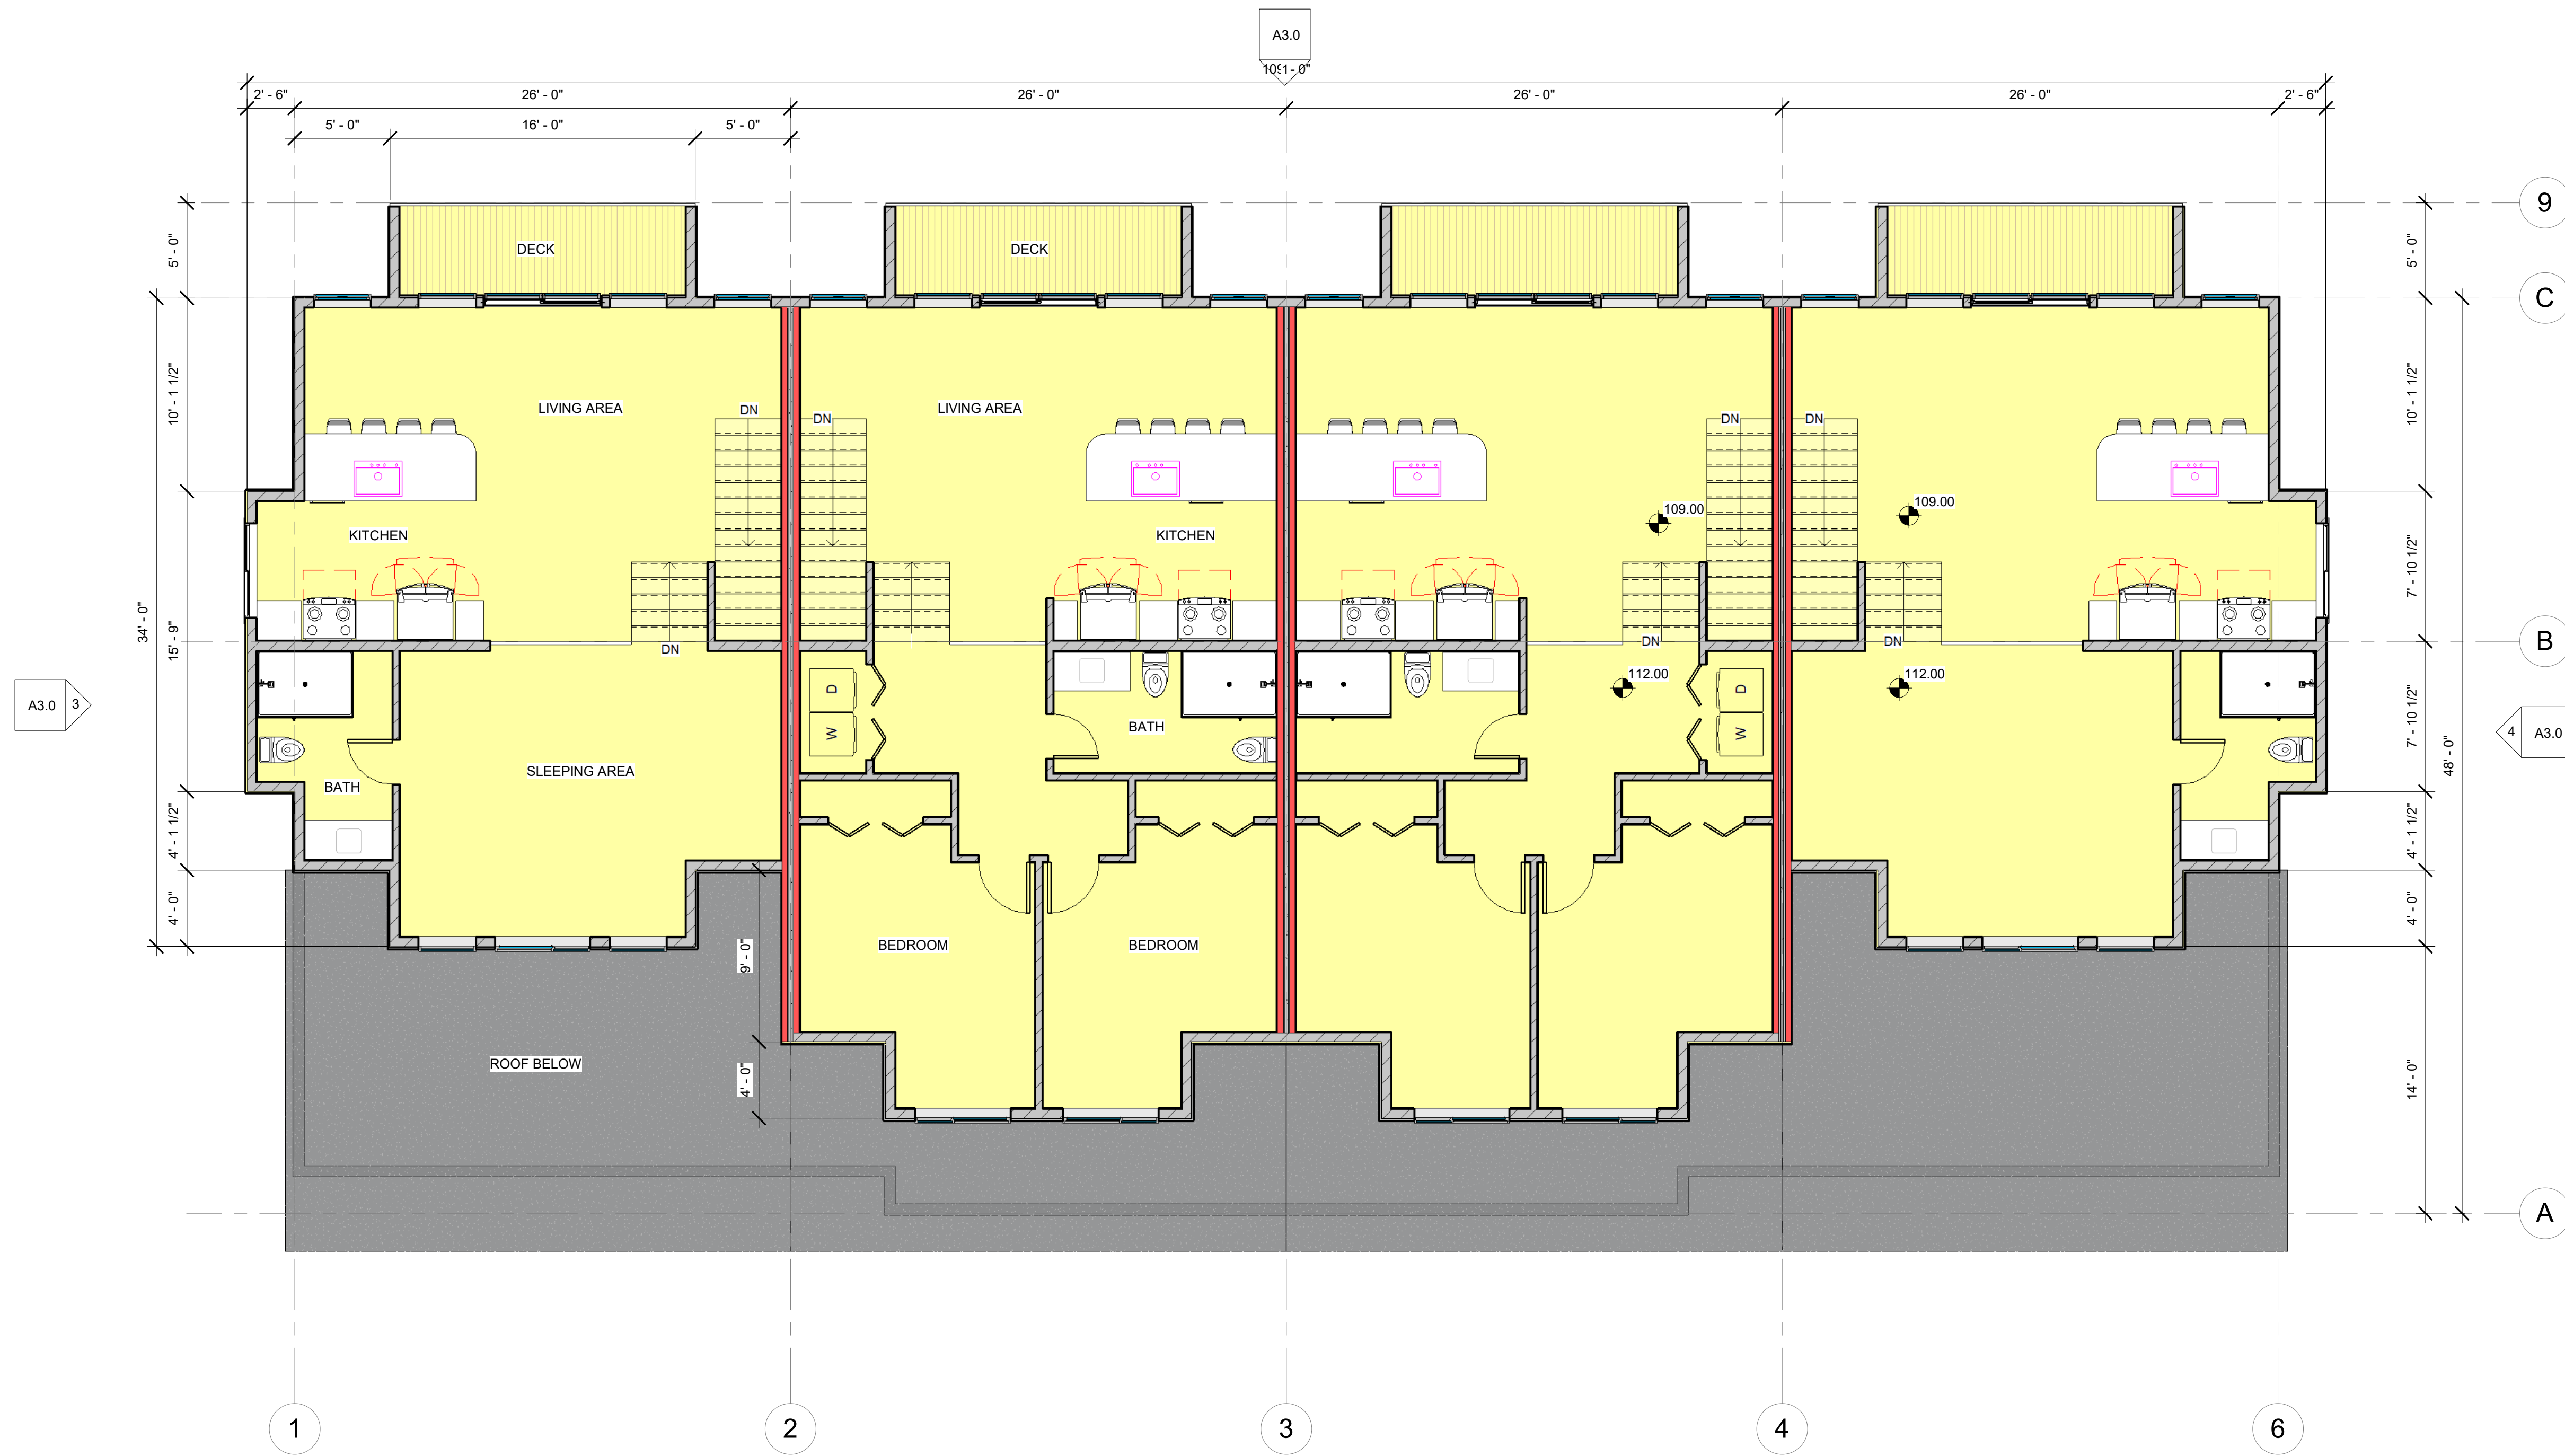 A3.0
109' - 0"
2' - 6"
26' - 0"
26' - 0"
26' - 0"
26' - 0"
2' - 6"
5' - 0"
16' - 0"
5' - 0"
9
5' - 0"
DECK
DECK
5' - 0"
C
10' - 1 1/2"
LIVING AREA
DN
DN
LIVING AREA
DN
DN
10' - 1 1/2"
KITCHEN
KITCHEN
109.00
109.00
7' - 10 1/2"
34' - 0"
15' - 9"
DN
DN
DN
B
A3.0
3
D
W
BATH
112.00
D
W
112.00
7' - 10 1/2"
4
A3.0
48' - 0"
SLEEPING AREA
BATH
4' - 1 1/2"
4' - 1 1/2"
4' - 0"
9' - 0"
BEDROOM
BEDROOM
4' - 0"
ROOF BELOW
4' - 0"
14' - 0"
A
1
2
3
4
6